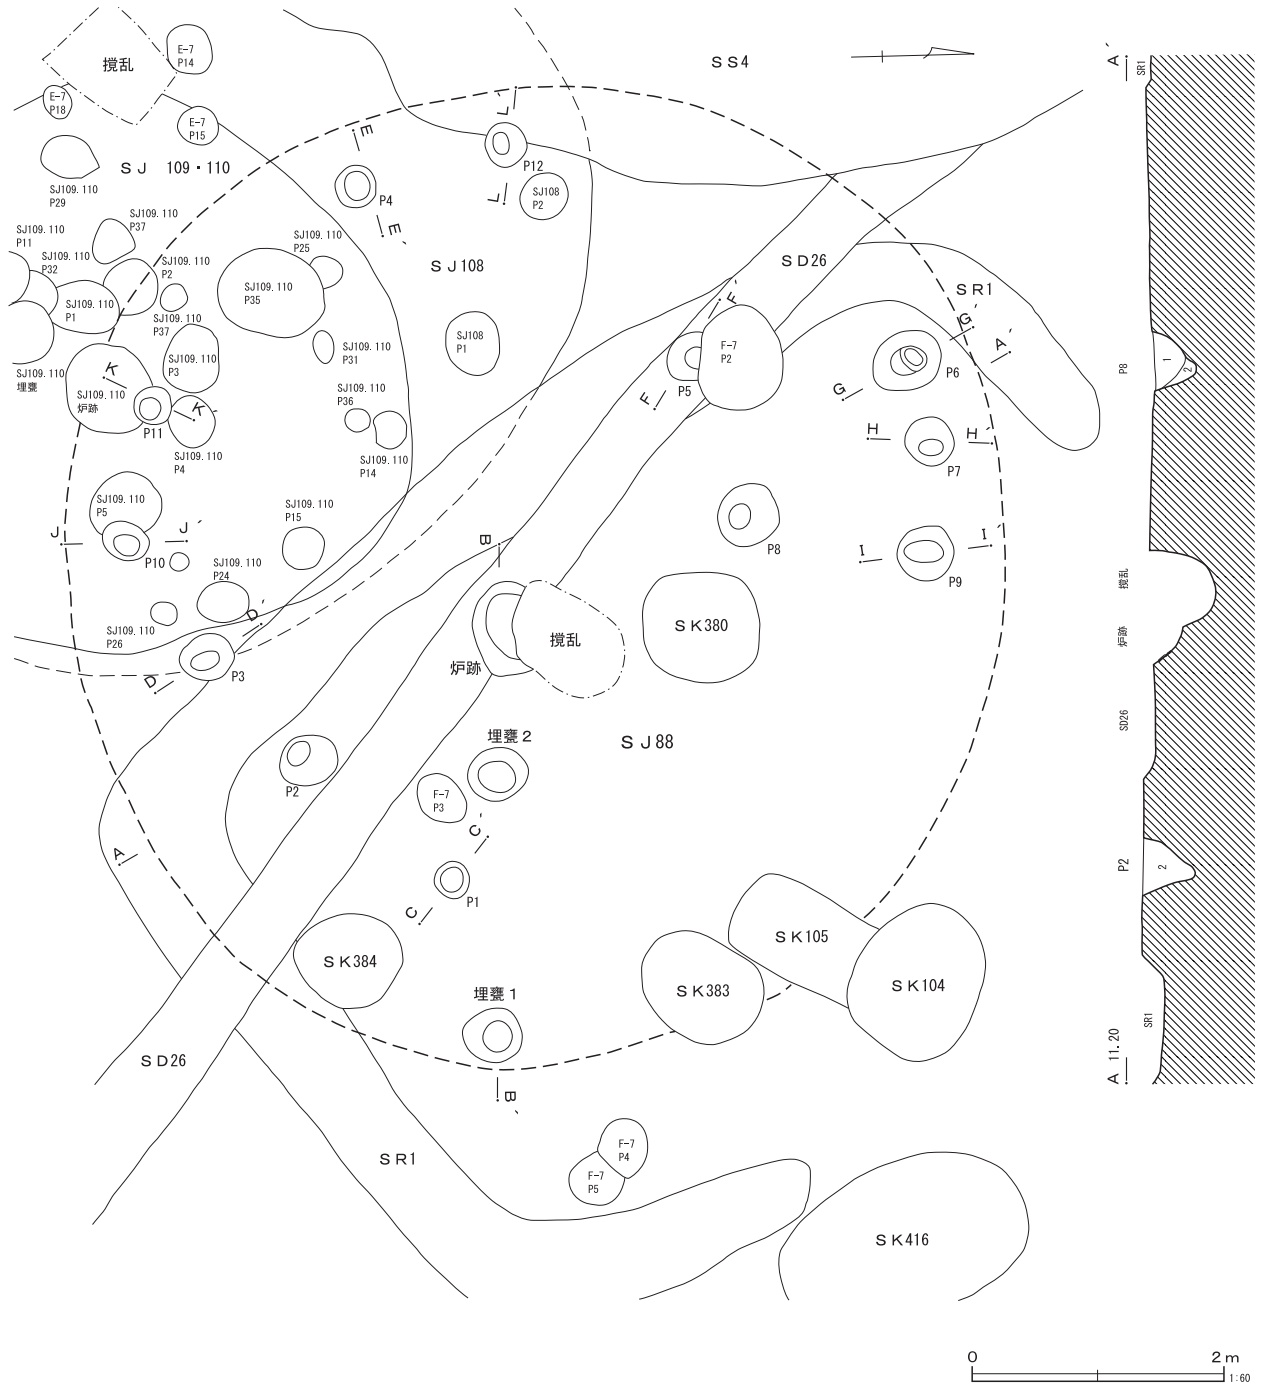 E-7
P14
撹乱
E-7
P18
E-7
P15
SS4
A´
SR1
SJ 109・110
SJ109.110
P29
E
L´
P12
P4
L
SJ108
P2
E´
SJ109.110
P37
SJ109.110
P11
SJ109.110
P32
SJ109.110
P2
SJ109.110
P25
SJ108
SD26
SJ109.110
P35
SJ109.110
P1
SJ109.110
P37
SR1
F´
G´
A´
SJ109.110
P31
SJ108
P1
F-7
P2
P5
F
P6
G
SJ109.110
埋甕
SJ109.110
P3
K
SJ109.110
炉跡
K´
P11
SJ109.110
P4
SJ109.110
P36
SJ109.110
P14
H
H´
P7
P8
1
2
SJ109.110
P5
J
J´
P10
SJ109.110
P15
B
P8
I
I´
P9
SJ109.110
P24
D´
SJ109.110
P26
D
P3
炉跡
撹乱
SK380
撹乱
炉跡
SD26
SJ88
埋甕2
P2
F-7
P3
C´
A
P1
C
P2
2
SK384
SK105
SK383
SK104
埋甕1
SD26
B´
SR1
A 11.20
SR1
F-7
P4
F-7
P5
SK416
0 2m
1:60